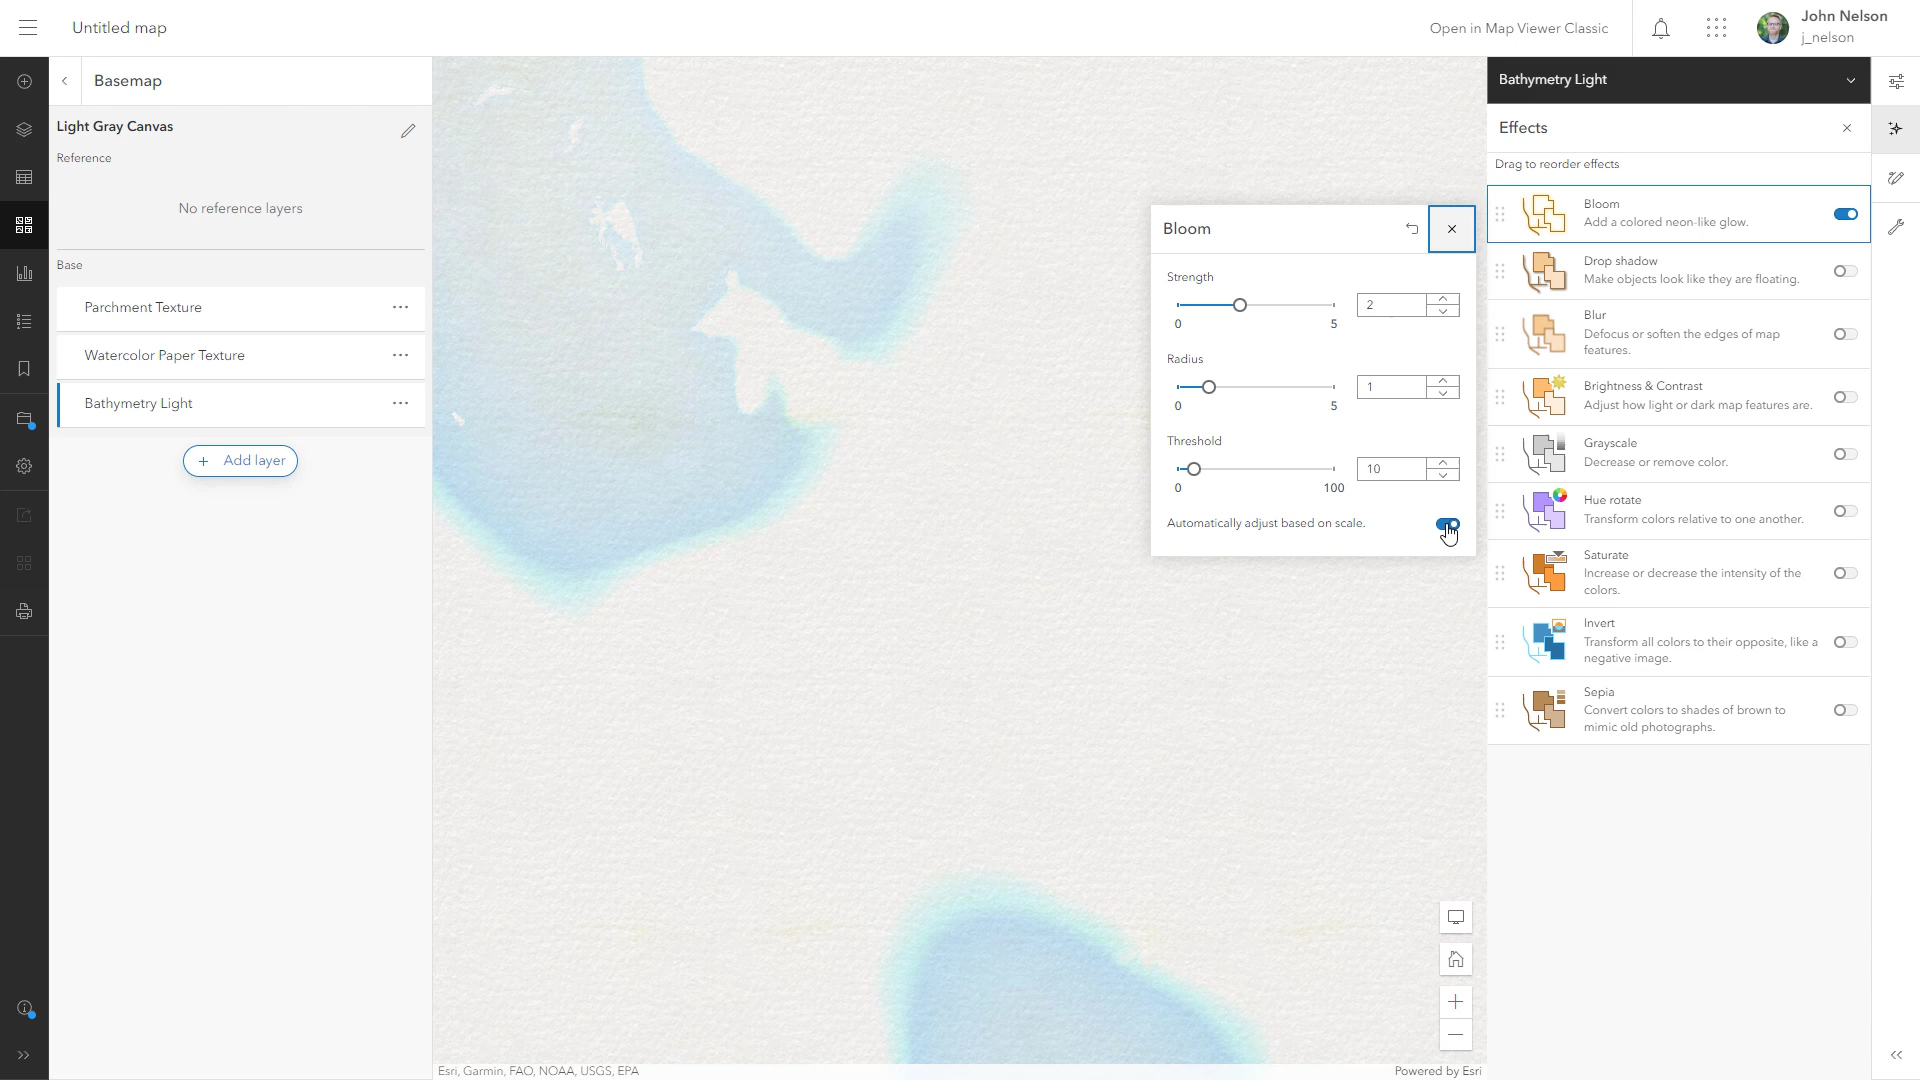 Untitled map
Open in Map Viewer Classic
John Nelson
j_nelson
Basemap
Light Gray Canvas
Reference
No reference layers
Base
Parchment Texture
Watercolor Paper Texture
Bathymetry Light
Add layer
Bloom
Strength
2
0
5
Radius
1
0
5
Threshold
10
0
100
Automatically adjust based on scale.
Bathymetry Light
Effects
Drag to reorder effects
Bloom
Add a colored neon-like glow.
Drop shadow
Make objects look like they are floating.
Blur
Defocus or soften the edges of map
features.
Brightness & Contrast
Adjust how light or dark map features are.
Grayscale
Decrease or remove color.
Hue rotate
Transform colors relative to one another.
Saturate
Increase or decrease the intensity of the
colors.
Invert
Transform all colors to their opposite, like a
negative image.
Sepia
Convert colors to shades of brown to
mimic old photographs.
Esri, Garmin, FAO, NOAA, USGS, EPA
Powered by Esri